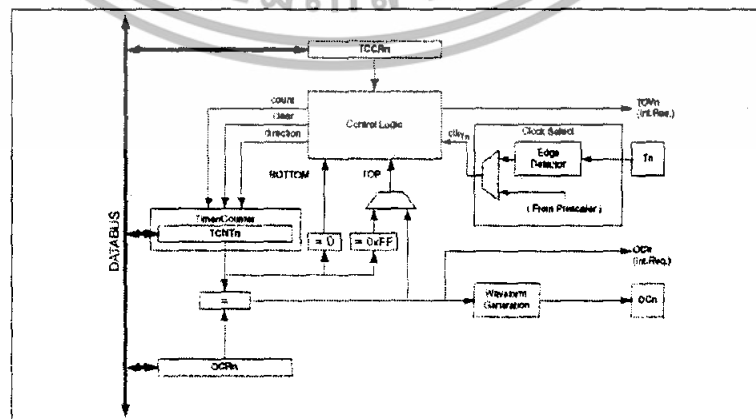 TCCRn
count
clear
direction
Control Logic
TOVn
(Int.Req.)
clkTn
Clock Select
Edge
Detector
Tn
( From Prescaler )
BOTTOM
TOP
Timer/Counter
TCNTn
= 0
= 0xFF
OCn
(Int.Req.)
=
Waveform
Generation
OCn
OCRn
DATABUS